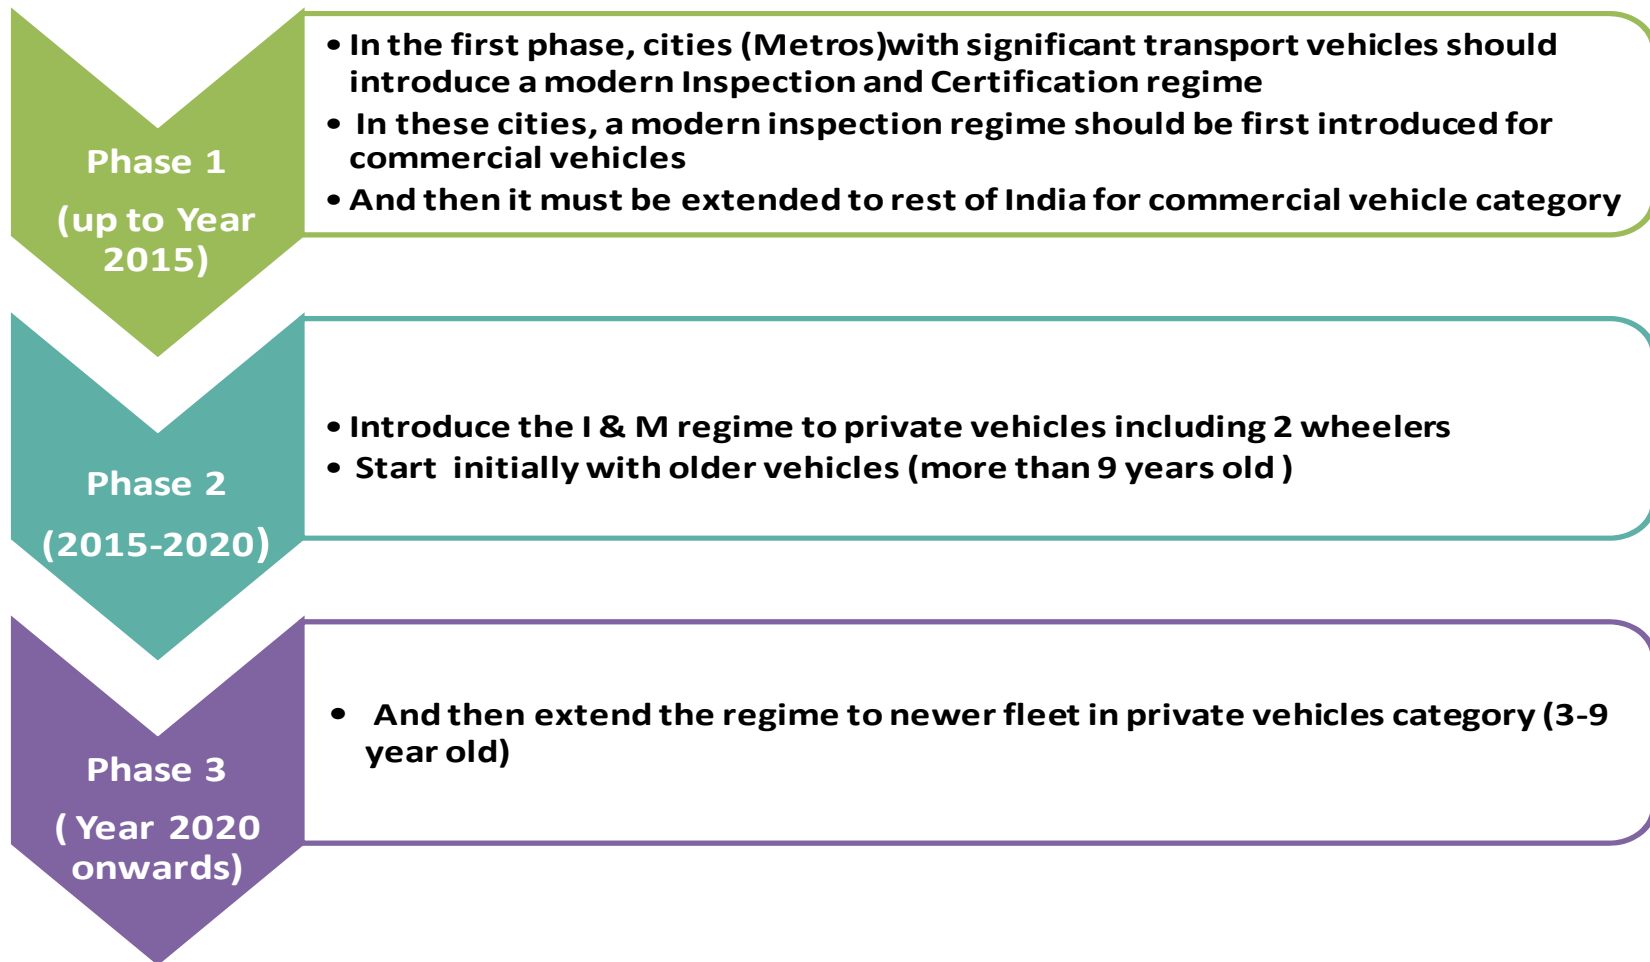 Phase 1
(up to Year
2015)
• In the first phase, cities (Metros)with significant transport vehicles should
introduce a modern Inspection and Certification regime
• In these cities, a modern inspection regime should be first introduced for
commercial vehicles
• And then it must be extended to rest of India for commercial vehicle category
Phase 2
(2015-2020)
• Introduce the I & M regime to private vehicles including 2 wheelers
• Start initially with older vehicles (more than 9 years old )
Phase 3
( Year 2020
onwards)
• And then extend the regime to newer fleet in private vehicles category (3-9
year old)